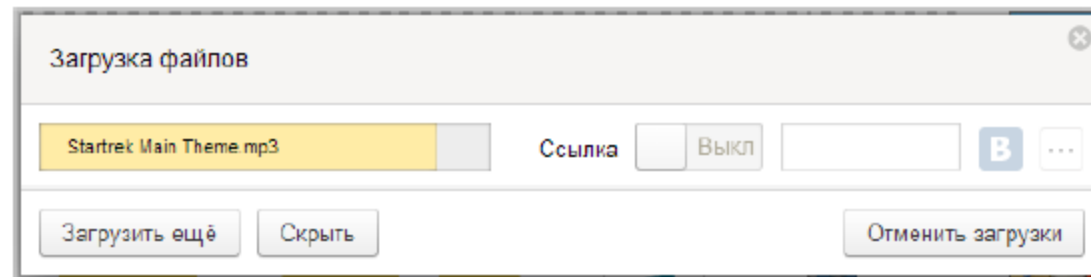 Загрузка файлов
Startrek Main Theme.mp3 Ссылка Выкл В ...
Загрузить ещё Скрыть Отменить загрузки